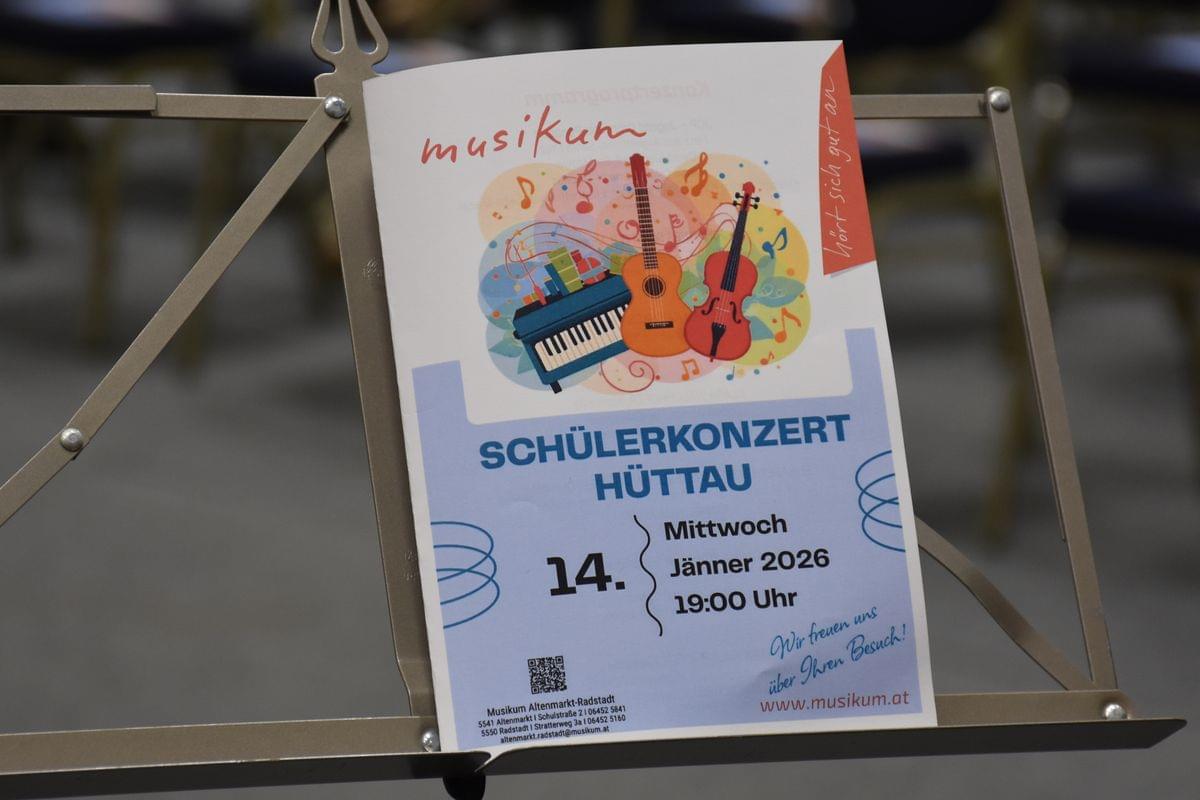 musikum
hört sich gut an
SCHÜLERKONZERT
HÜTTAU
14.
Mittwoch
Jänner 2026
19:00 Uhr
Wir freuen uns
über Ihren Besuch!
www.musikum.at
Musikum Altenmarkt-Radstadt
5541 Altenmarkt I Schulstraße 2 I 06452 5841
5550 Radstadt I Stratterweg 3a I 06452 5160
altenmarkt.radstadt@musikum.at
Konzertprogramm